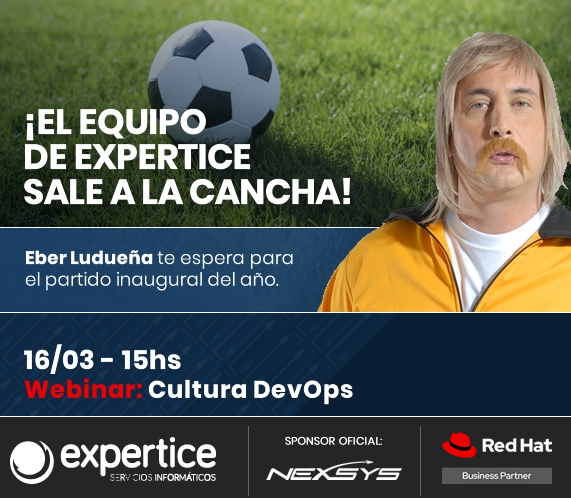 ¡EL EQUIPO
DE EXPERTICE
SALE A LA CANCHA!
Eber Ludueña te espera para
el partido inaugural del año.
16/03 - 15hs
Webinar: Cultura DevOps
expertice
SERVICIOS INFORMÁTICOS
SPONSOR OFICIAL:
NEXSYS
Red Hat
Business Partner